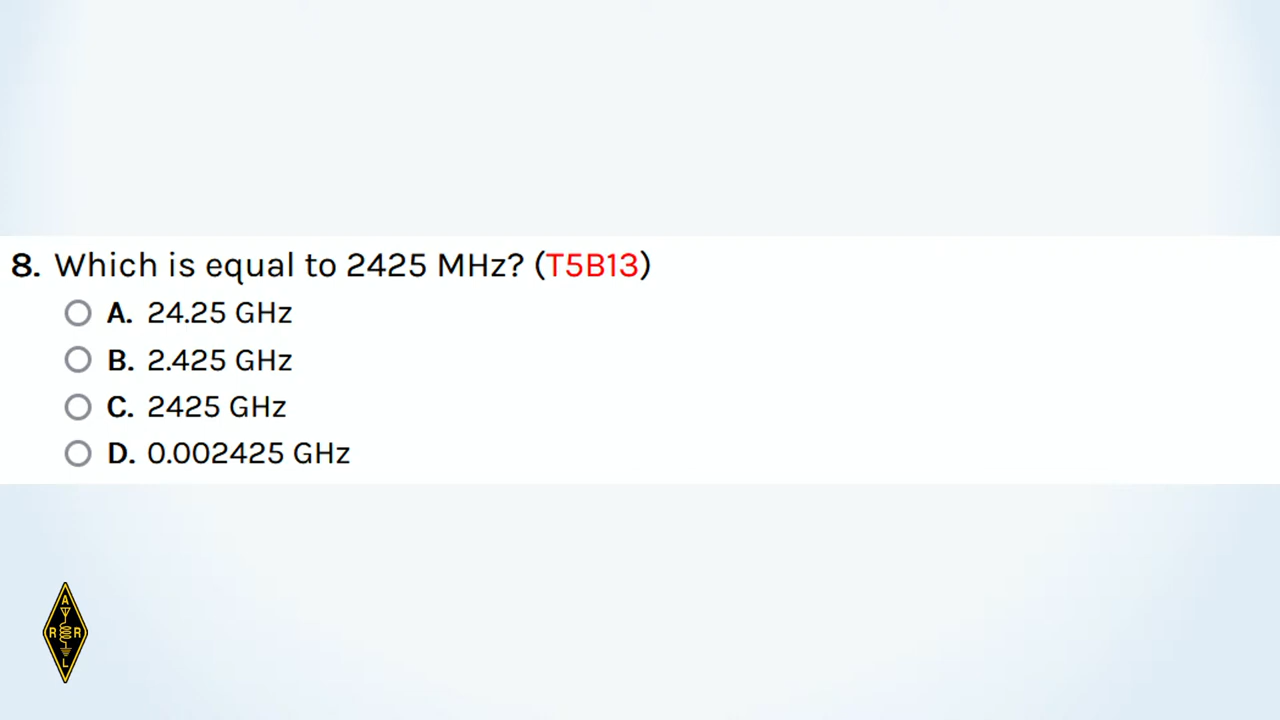 8. Which is equal to 2425 MHz? (T5B13)
A. 24.25 GHz
B. 2.425 GHz
C. 2425 GHz
D. 0.002425 GHz
A
R R
L